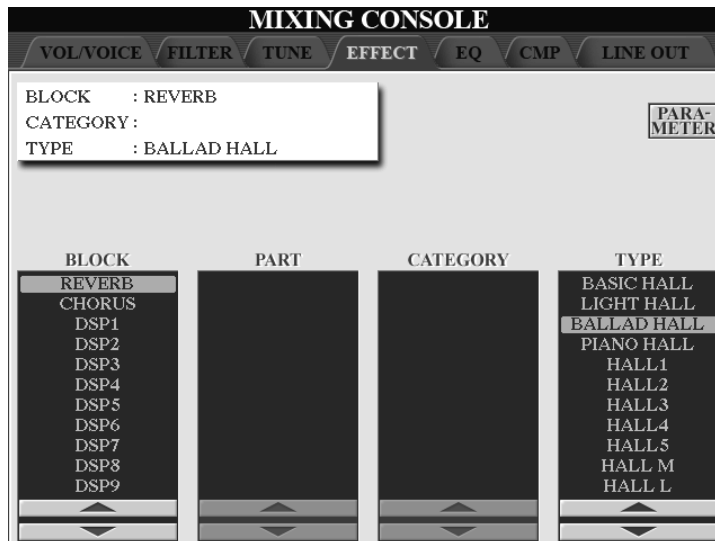 MIXING CONSOLE
VOL/VOICE FILTER TUNE EFFECT EQ CMP LINE OUT
BLOCK : REVERB
CATEGORY :
TYPE : BALLAD HALL
PARA-
METER
BLOCK PART CATEGORY TYPE
REVERB BASIC HALL
CHORUS LIGHT HALL
DSP1 BALLAD HALL
DSP2 PIANO HALL
DSP3 HALL1
DSP4 HALL2
DSP5 HALL3
DSP6 HALL4
DSP7 HALL5
DSP8 HALL M
DSP9 HALL L